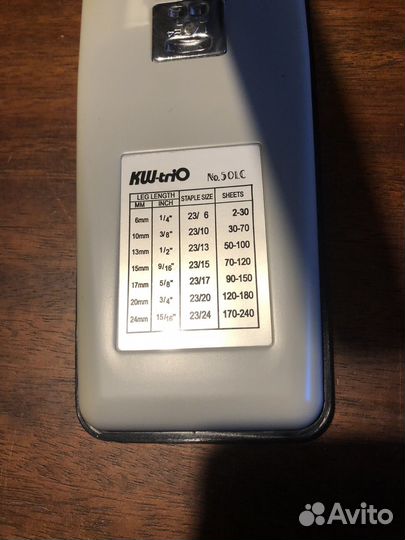 KW-triO No.50LC
LEG LENGTH STAPLE SIZE SHEETS
MM INCH
6mm 1/4" 23/ 6 2-30
10mm 3/8" 23/10 30-70
13mm 1/2" 23/13 50-100
15mm 9/16" 23/15 70-120
17mm 5/8" 23/17 90-150
20mm 3/4" 23/20 120-180
24mm 15/16" 23/24 170-240
Avito